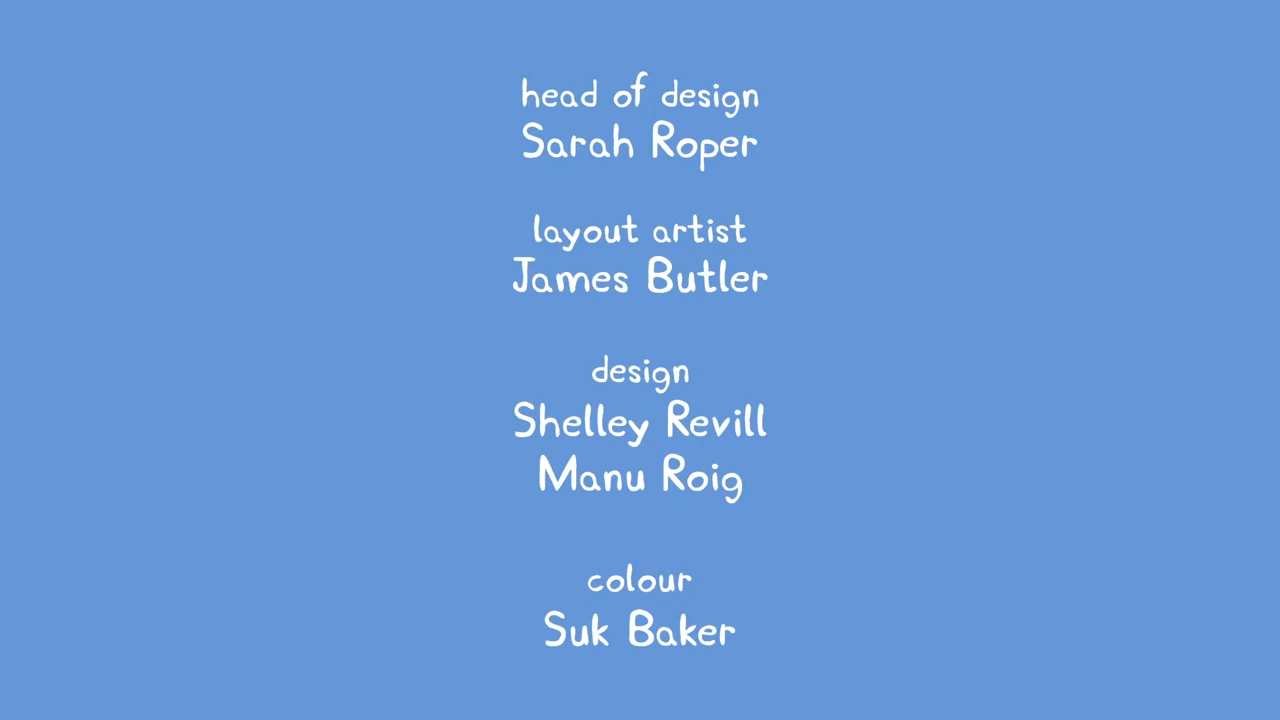 head of design
Sarah Roper
layout artist
James Butler
design
Shelley Revill
Manu Roig
colour
Suk Baker